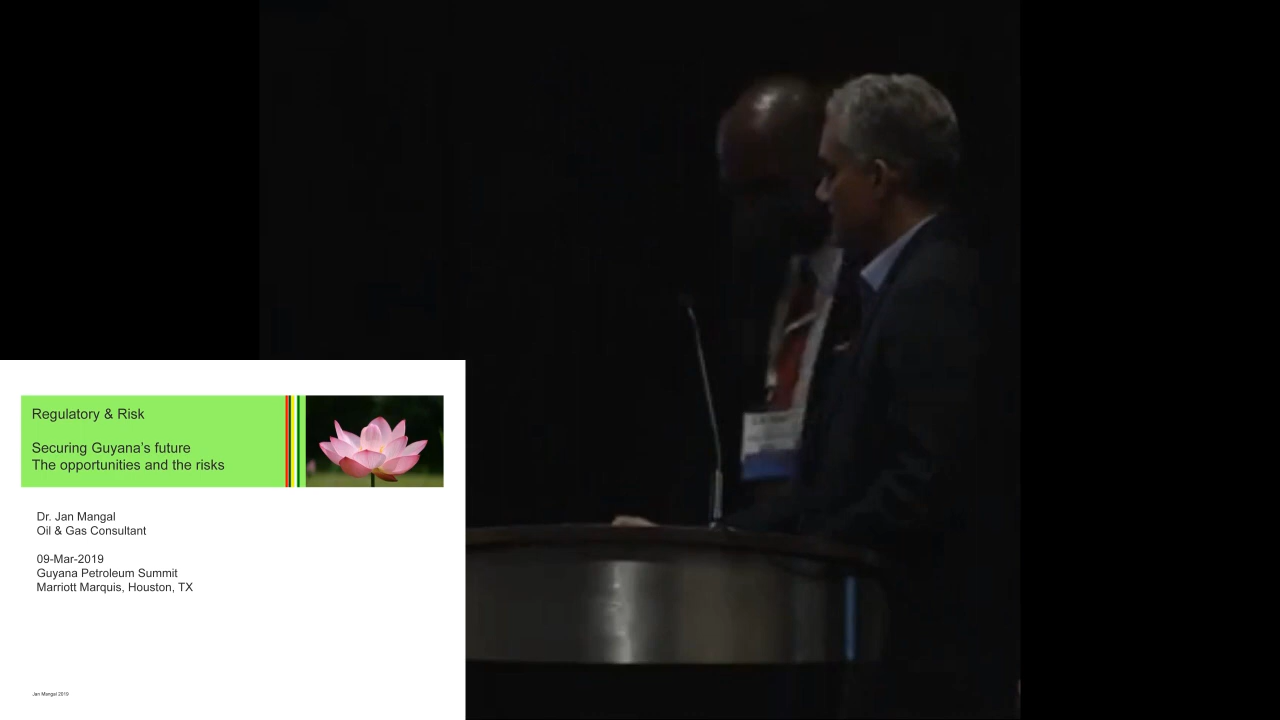 Regulatory & Risk
Securing Guyana's future
The opportunities and the risks
Dr. Jan Mangal
Oil & Gas Consultant
09-Mar-2019
Guyana Petroleum Summit
Marriott Marquis, Houston, TX
Jan Mangal 2019